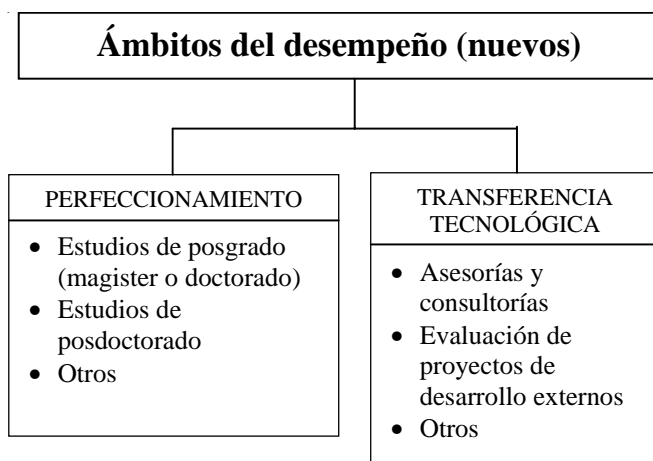 Ámbitos del desempeño (nuevos)
PERFECCIONAMIENTO
• Estudios de posgrado
(magister o doctorado)
• Estudios de
posdoctorado
• Otros
TRANSFERENCIA
TECNOLÓGICA
• Asesorías y
consultorías
• Evaluación de
proyectos de
desarrollo externos
• Otros